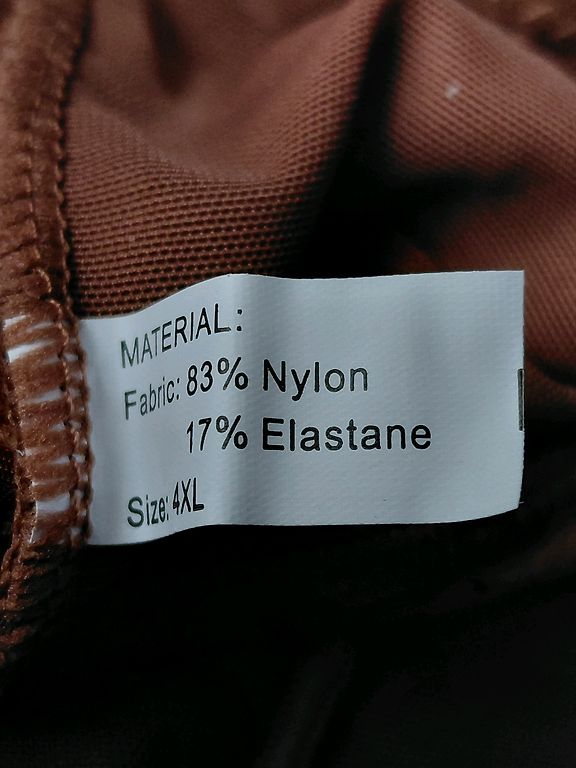 MATERIAL:
Fabric: 83% Nylon
17% Elastane
Size: 4XL